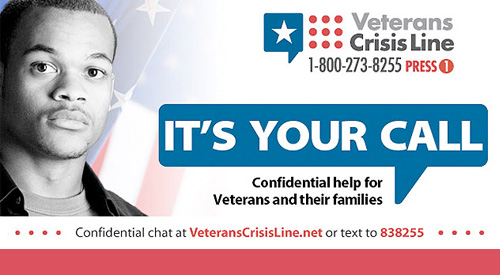 Veterans
Crisis Line
1-800-273-8255 PRESS 1
IT'S YOUR CALL
Confidential help for
Veterans and their families
• • • • Confidential chat at VeteransCrisisLine.net or text to 838255 • • • •